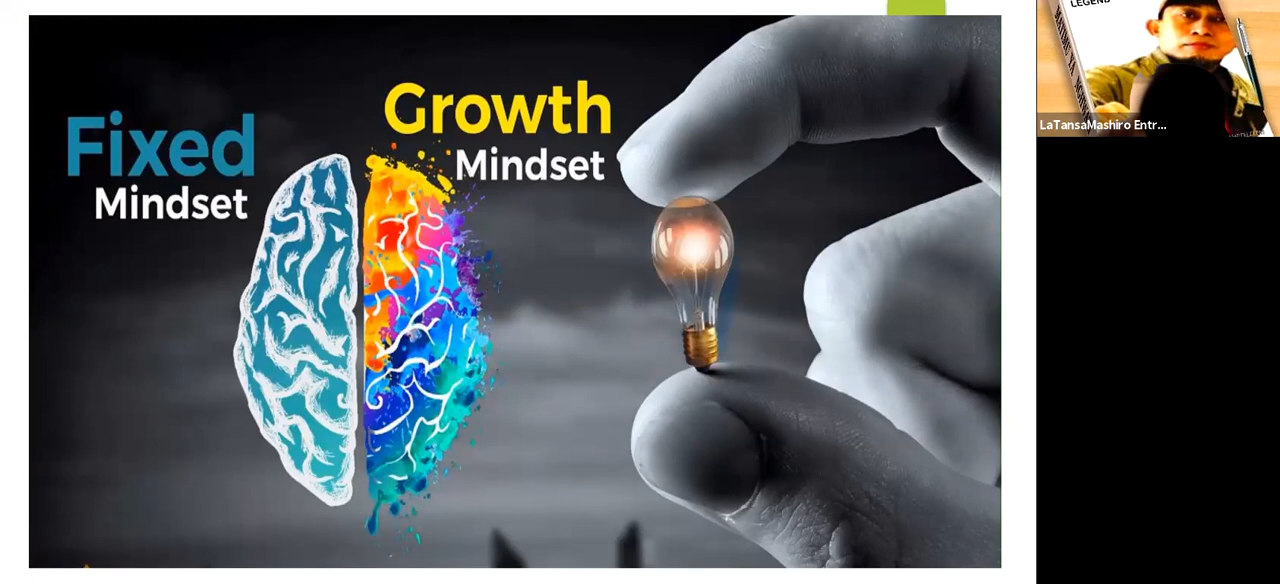 Fixed
Mindset
Growth
Mindset
LEGEND
LaTansaMashiro Entr...